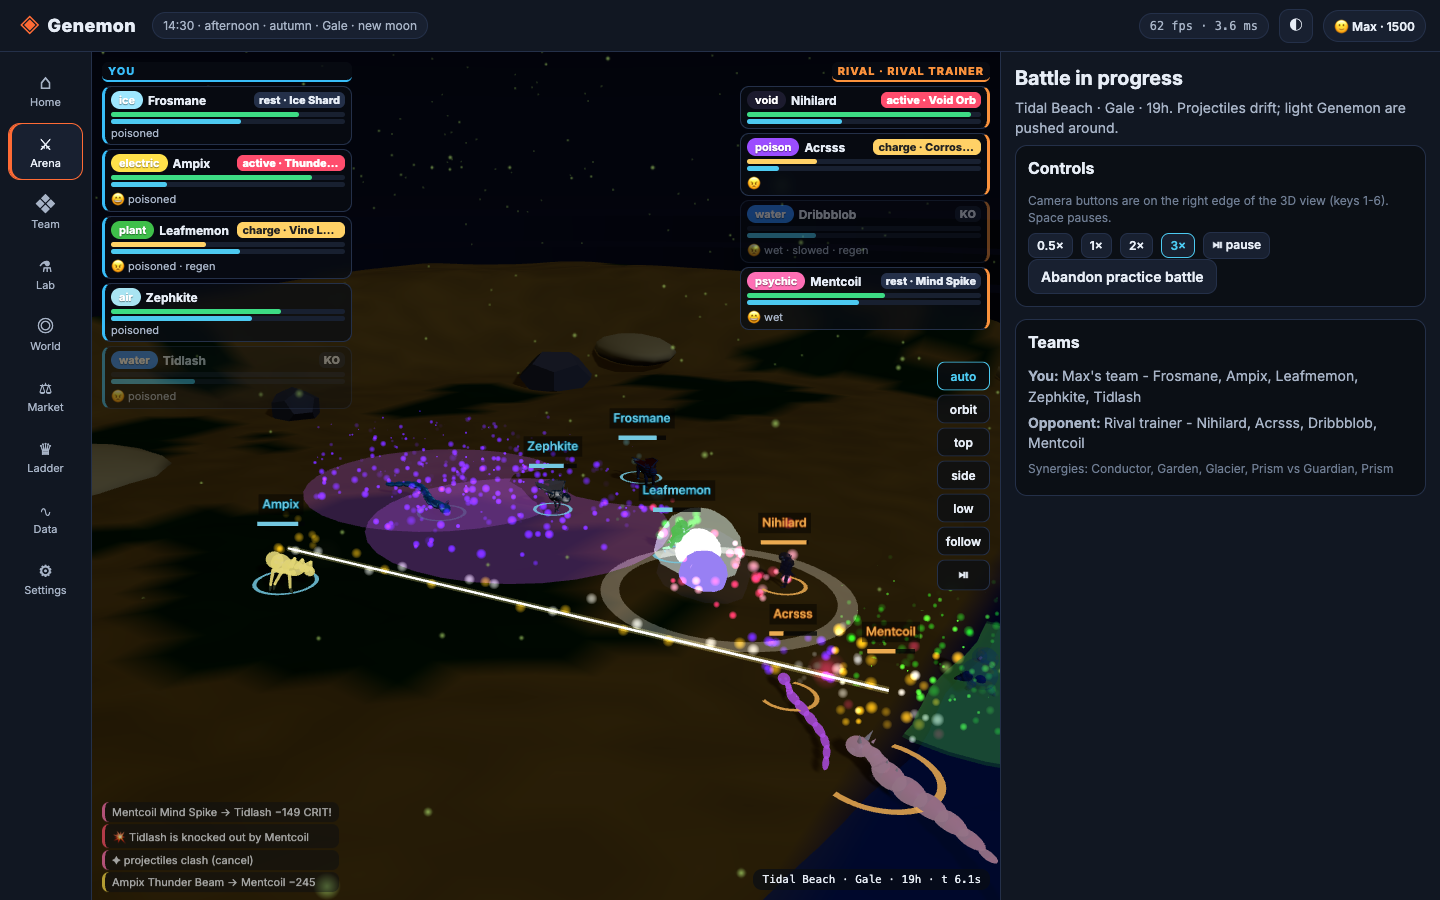 Genemon
14:30 · afternoon · autumn · Gale · new moon
62 fps · 3.6 ms
Max · 1500
Home
Arena
Team
Lab
World
Market
Ladder
Data
Settings
YOU
ice Frosmane rest · Ice Shard
poisoned
electric Ampix active · Thunde...
poisoned
plant Leafmemon charge · Vine L...
poisoned · regen
air Zephkite
poisoned
water Tidlash KO
poisoned
RIVAL · RIVAL TRAINER
void Nihilard active · Void Orb
poison Acrsss charge · Corros...
water Dribbblob KO
wet · slowed · regen
psychic Mentcoil rest · Mind Spike
wet
auto
orbit
top
side
low
follow
Frosmane
Zephkite
Leafmemon
Ampix
Nihilard
Acrsss
Mentcoil
Mentcoil Mind Spike → Tidlash −149 CRIT!
Tidlash is knocked out by Mentcoil
projectiles clash (cancel)
Ampix Thunder Beam → Mentcoil −245
Tidal Beach · Gale · 19h · t 6.1s
Battle in progress
Tidal Beach · Gale · 19h. Projectiles drift; light Genemon are
pushed around.
Controls
Camera buttons are on the right edge of the 3D view (keys 1-6).
Space pauses.
0.5× 1× 2× 3× pause
Abandon practice battle
Teams
You: Max's team - Frosmane, Ampix, Leafmemon,
Zephkite, Tidlash
Opponent: Rival trainer - Nihilard, Acrsss, Dribbblob,
Mentcoil
Synergies: Conductor, Garden, Glacier, Prism vs Guardian, Prism